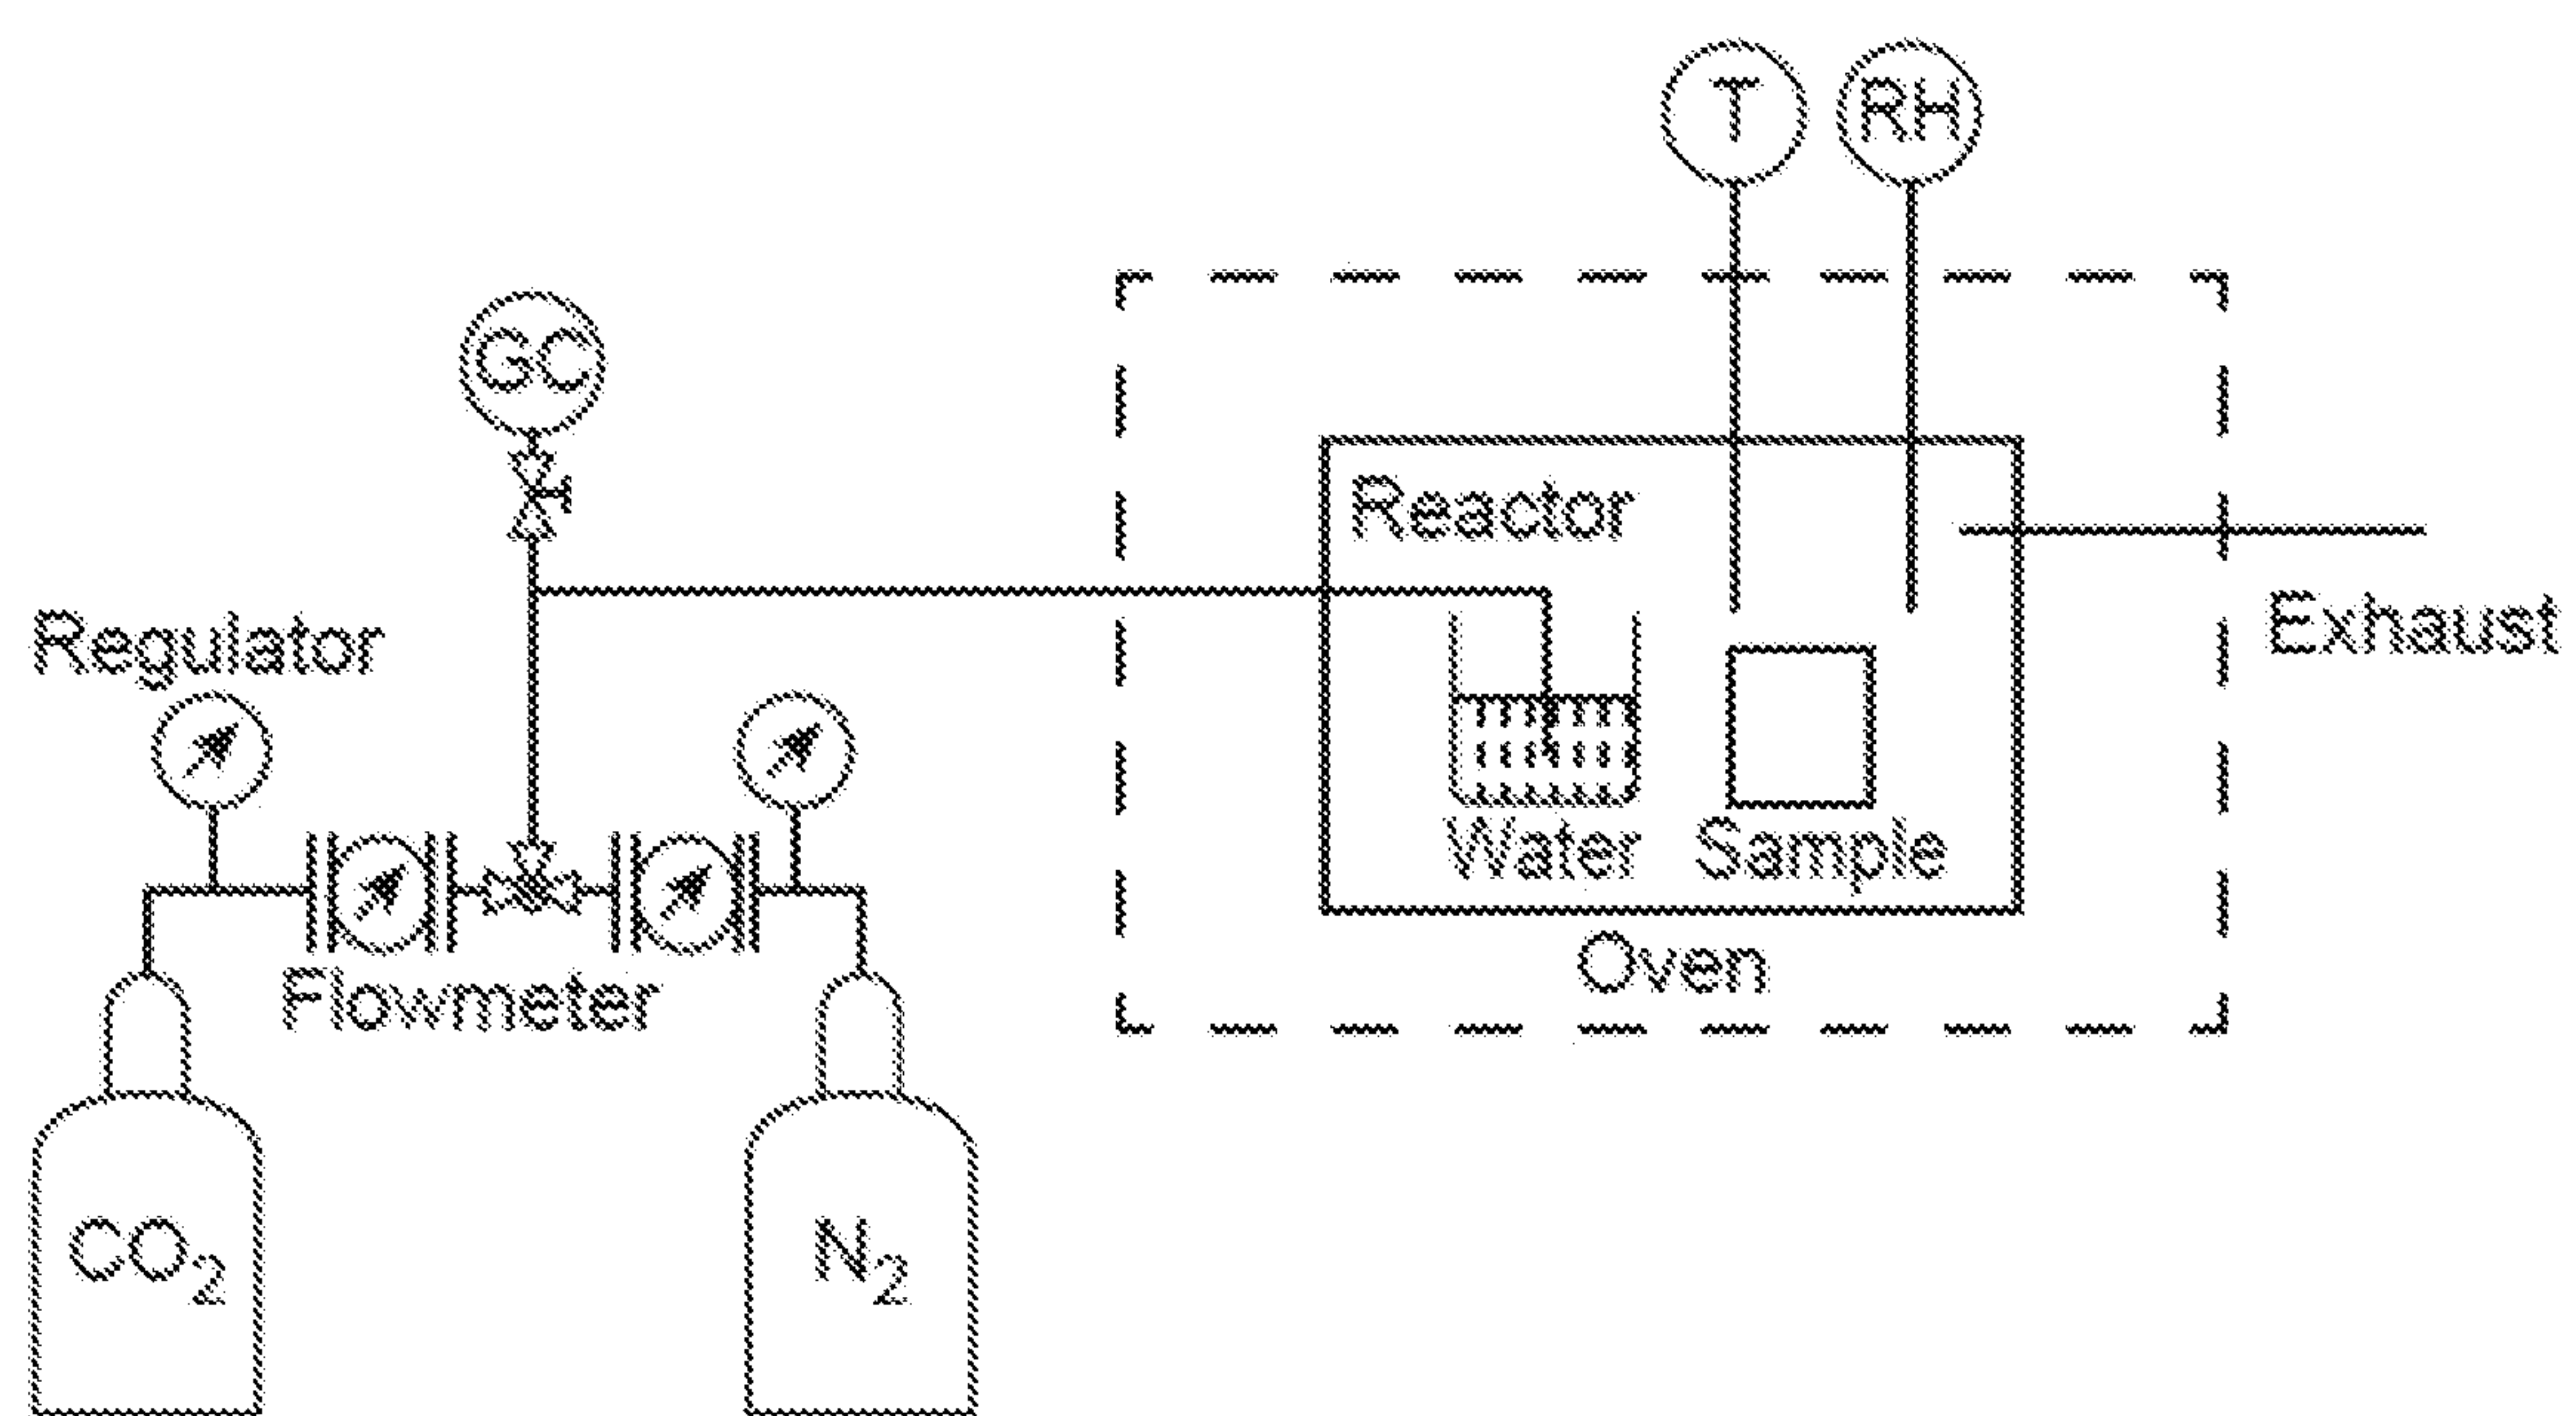 T
RH
GC
Reactor
Regulator
Exhaust
Water
Sample
Oven
Flowmeter
CO₂
N₂